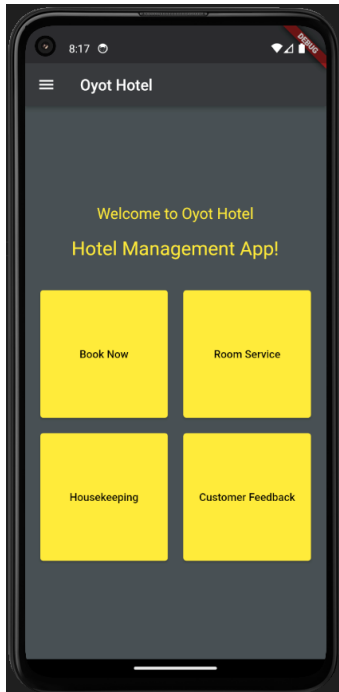 8:17
DEBUG
Oyot Hotel
Welcome to Oyot Hotel
Hotel Management App!
Book Now
Room Service
Housekeeping
Customer Feedback